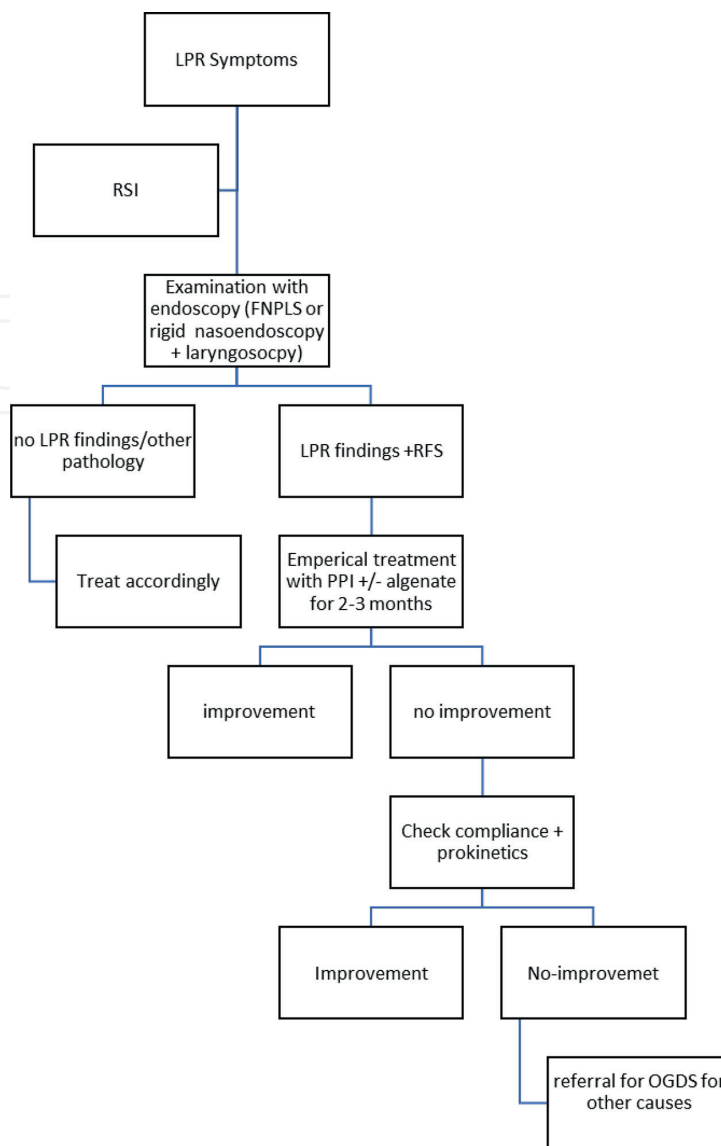 LPR Symptoms
RSI
Examination with
endoscopy (FNPLS or
rigid nasoendoscopy
+ laryngosocpy)
no LPR findings/other
pathology
LPR findings +RFS
Treat accordingly
Emperical treatment
with PPI +/- algenate
for 2-3 months
improvement
no improvement
Check compliance +
prokinetics
Improvement
No-improvemet
referral for OGDS for
other causes